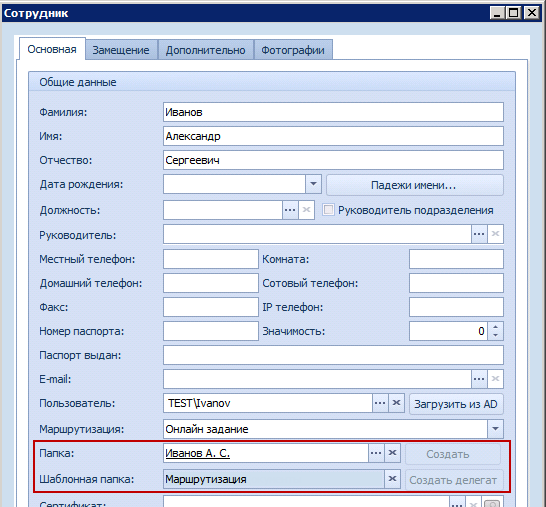 Сотрудник
Основная Замещение Дополнительно Фотографии
Общие данные
Фамилия: Иванов
Имя: Александр
Отчество: Сергеевич
Дата рождения: Падежи имени...
Должность: ... Руководитель подразделения
Руководитель: ...
Местный телефон: Комната:
Домашний телефон: Сотовый телефон:
Факс: IP телефон:
Номер паспорта: Значимость: 0
Паспорт выдан:
E-mail: ...
Пользователь: TEST\Ivanov ... Загрузить из AD
Маршрутизация: Онлайн задание
Папка: Иванов А. С. ... Создать
Шаблонная папка: Маршрутизация Создать делегат
Сертификат: ...